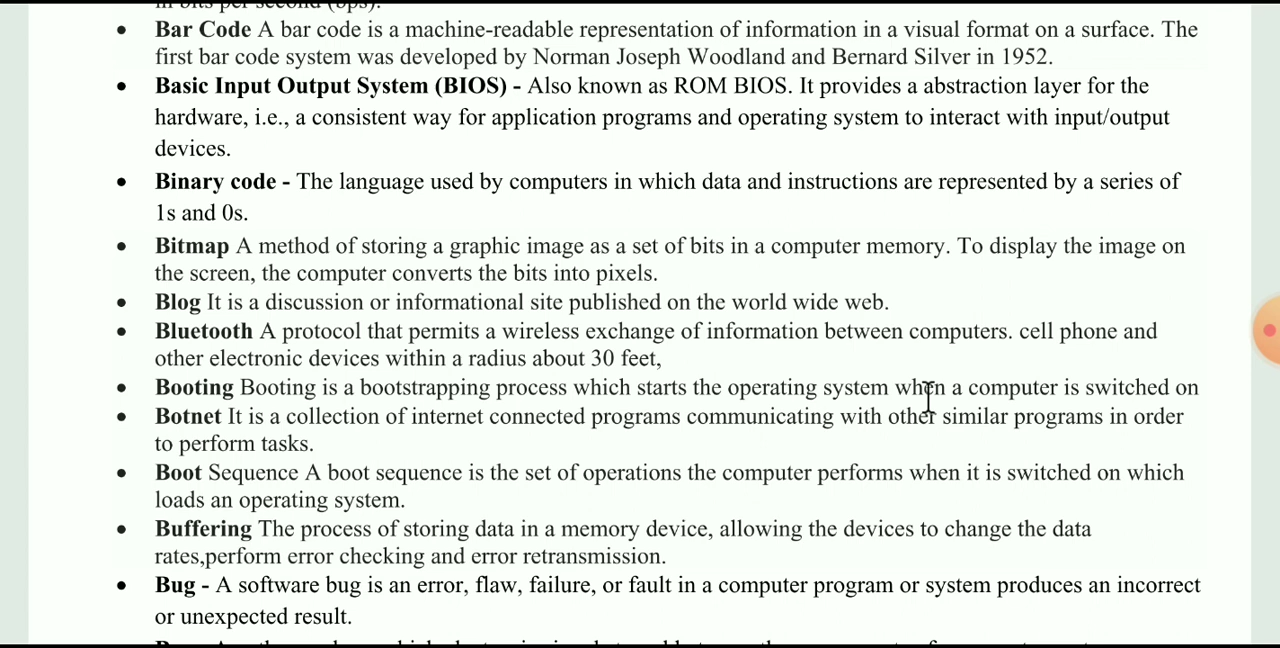 in bits per second (bps).
• Bar Code A bar code is a machine-readable representation of information in a visual format on a surface. The
first bar code system was developed by Norman Joseph Woodland and Bernard Silver in 1952.
• Basic Input Output System (BIOS) - Also known as ROM BIOS. It provides a abstraction layer for the
hardware, i.e., a consistent way for application programs and operating system to interact with input/output
devices.
• Binary code - The language used by computers in which data and instructions are represented by a series of
1s and 0s.
• Bitmap A method of storing a graphic image as a set of bits in a computer memory. To display the image on
the screen, the computer converts the bits into pixels.
• Blog It is a discussion or informational site published on the world wide web.
• Bluetooth A protocol that permits a wireless exchange of information between computers. cell phone and
other electronic devices within a radius about 30 feet,
• Booting Booting is a bootstrapping process which starts the operating system when a computer is switched on
• Botnet It is a collection of internet connected programs communicating with other similar programs in order
to perform tasks.
• Boot Sequence A boot sequence is the set of operations the computer performs when it is switched on which
loads an operating system.
• Buffering The process of storing data in a memory device, allowing the devices to change the data
rates,perform error checking and error retransmission.
• Bug - A software bug is an error, flaw, failure, or fault in a computer program or system produces an incorrect
or unexpected result.